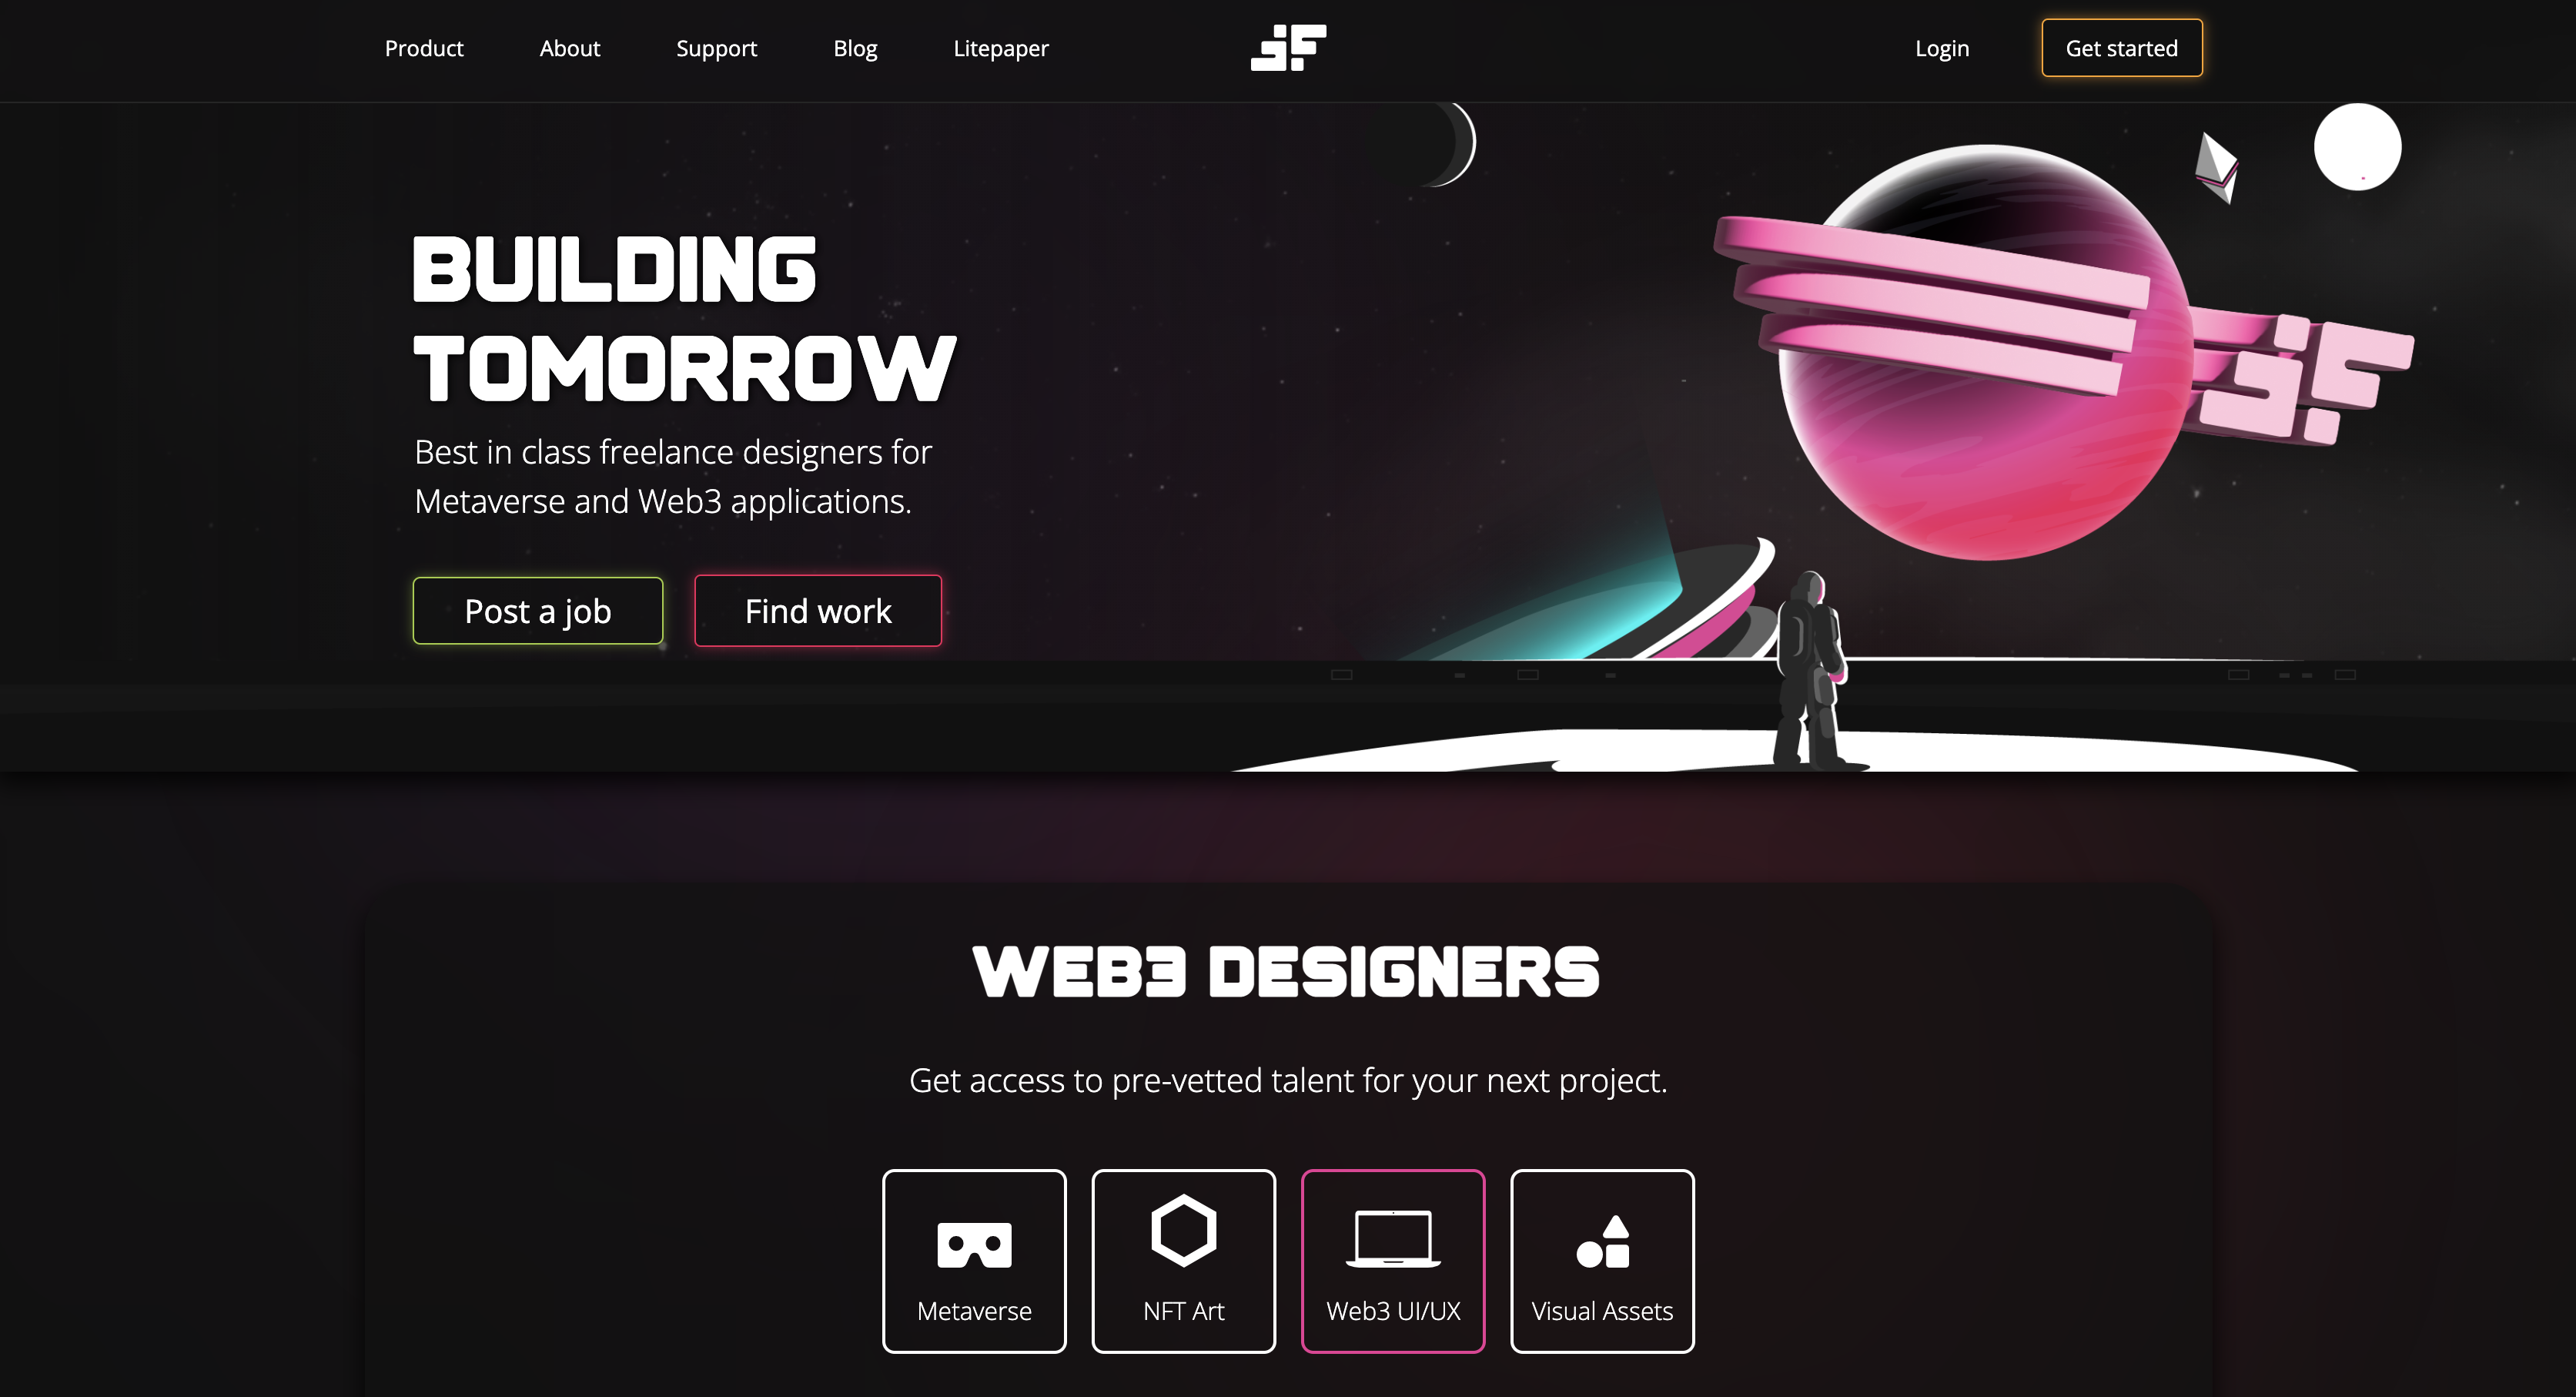 Product
About
Support
Blog
Litepaper
Login
Get started
BUILDING
TOMORROW
Best in class freelance designers for
Metaverse and Web3 applications.
Post a job
Find work
WEB3 DESIGNERS
Get access to pre-vetted talent for your next project.
Metaverse
NFT Art
Web3 UI/UX
Visual Assets